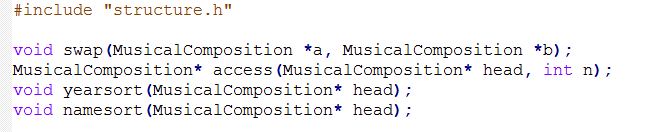 #include "structure.h"
void swap(MusicalComposition *a, MusicalComposition *b);
MusicalComposition* access(MusicalComposition* head, int n);
void yearsort(MusicalComposition* head);
void namesort(MusicalComposition* head);